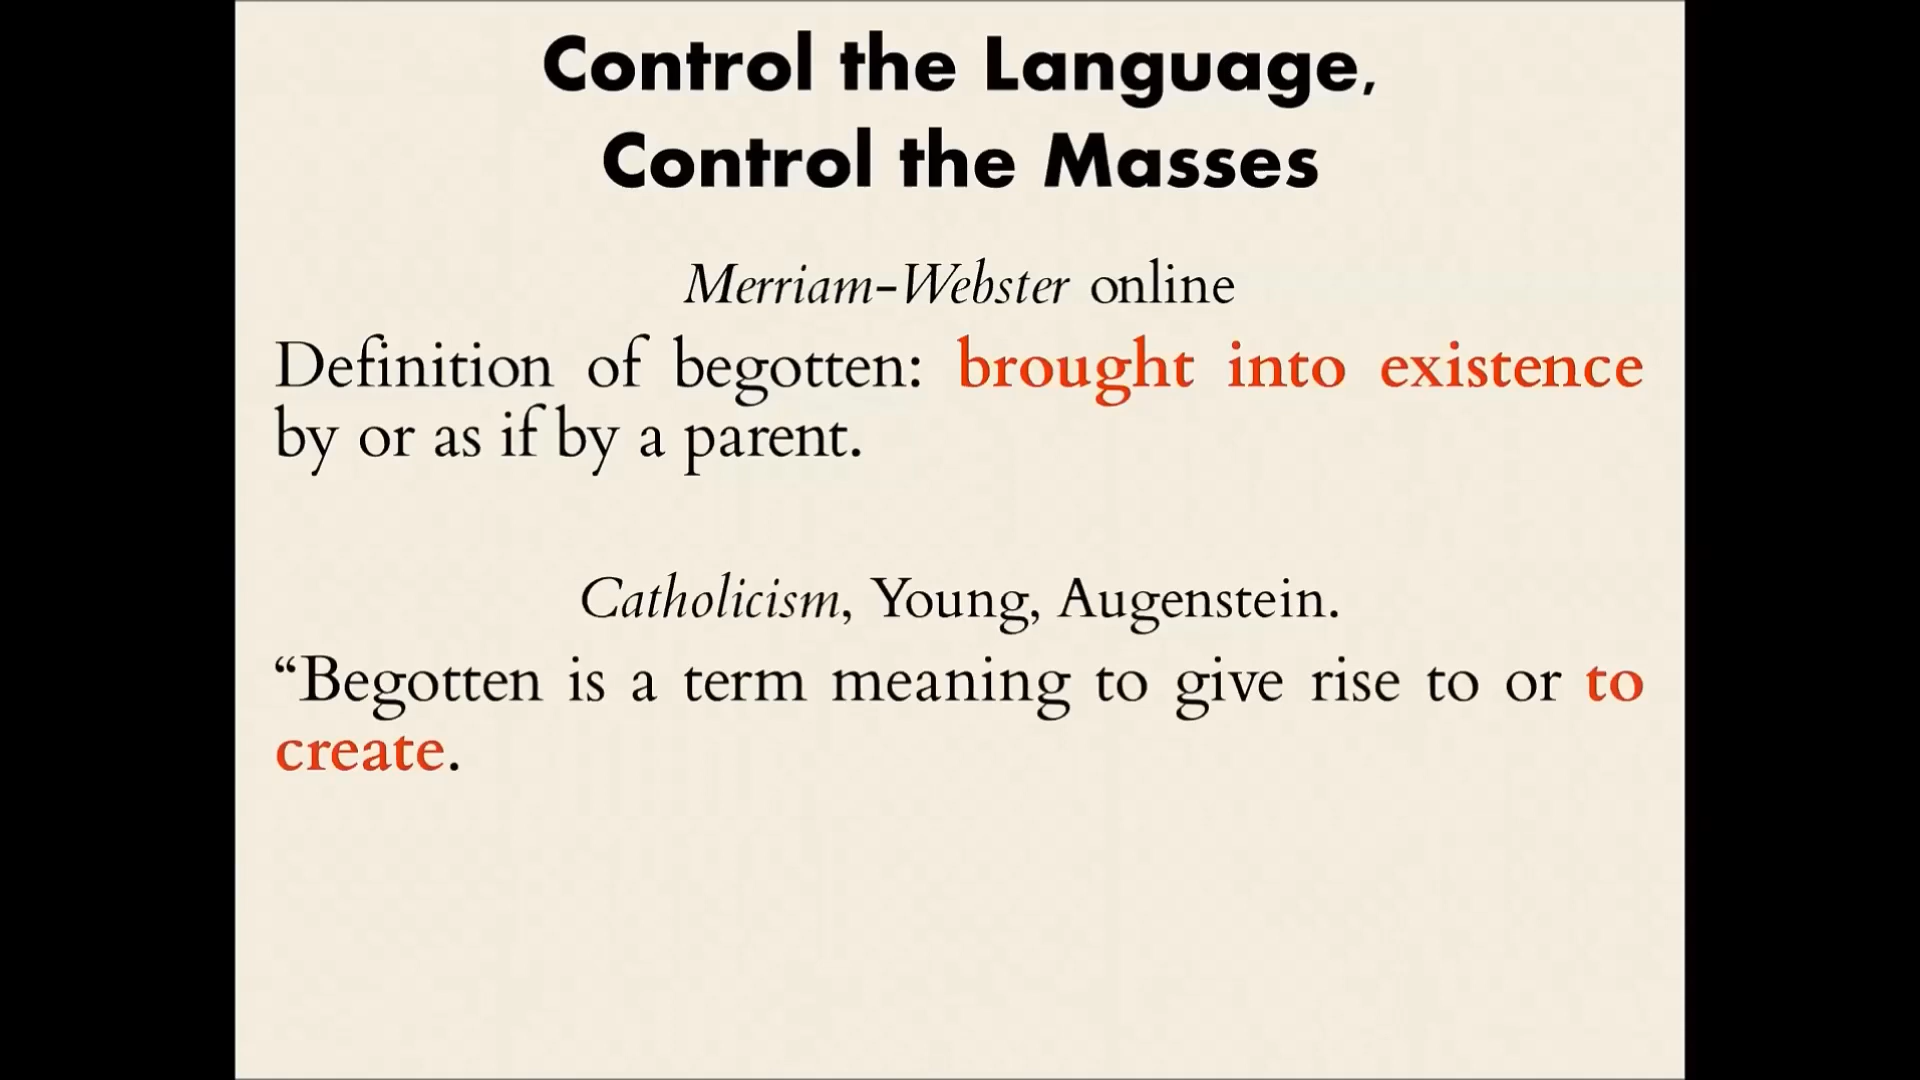 Control the Language,
Control the Masses
Merriam-Webster online
Definition of begotten: brought into existence
by or as if by a parent.
Catholicism, Young, Augenstein.
“Begotten is a term meaning to give rise to or to
create.